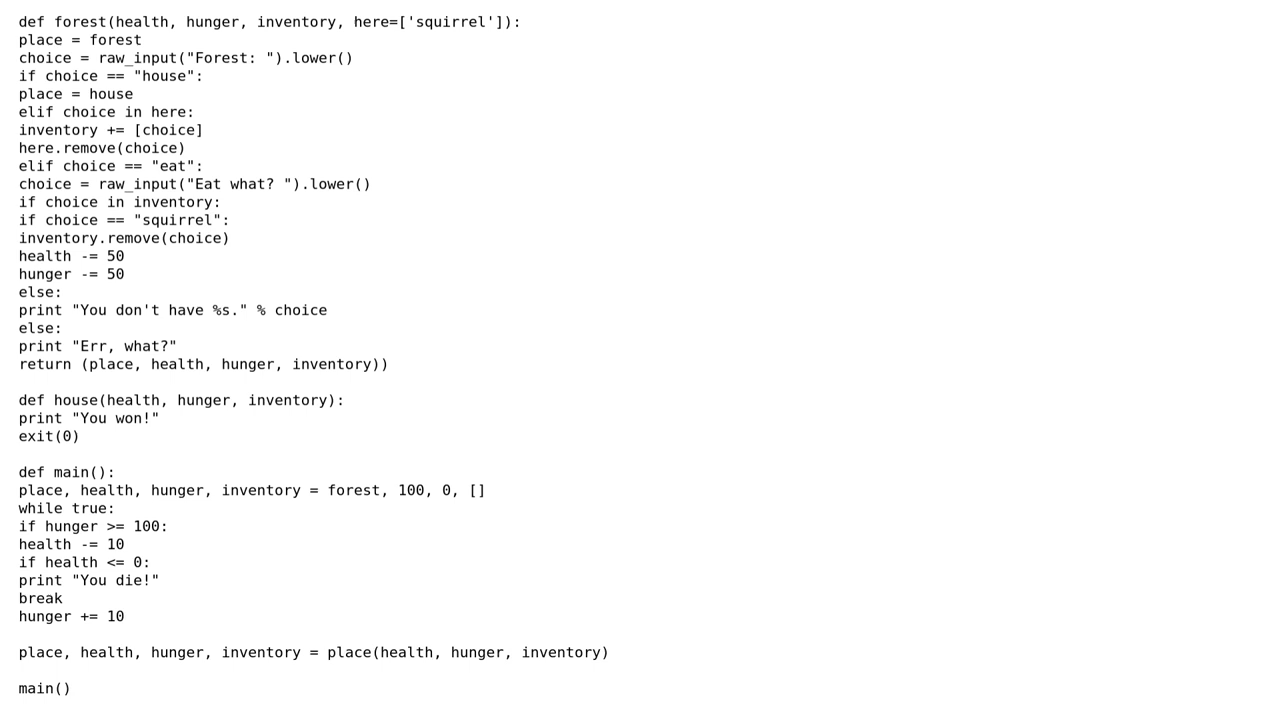 def forest(health, hunger, inventory, here=['squirrel']):
place = forest
choice = raw_input("Forest: ").lower()
if choice == "house":
place = house
elif choice in here:
inventory += [choice]
here.remove(choice)
elif choice == "eat":
choice = raw_input("Eat what? ").lower()
if choice in inventory:
if choice == "squirrel":
inventory.remove(choice)
health -= 50
hunger -= 50
else:
print "You don't have %s." % choice
else:
print "Err, what?"
return (place, health, hunger, inventory))

def house(health, hunger, inventory):
print "You won!"
exit(0)

def main():
place, health, hunger, inventory = forest, 100, 0, []
while true:
if hunger >= 100:
health -= 10
if health <= 0:
print "You die!"
break
hunger += 10

place, health, hunger, inventory = place(health, hunger, inventory)

main()